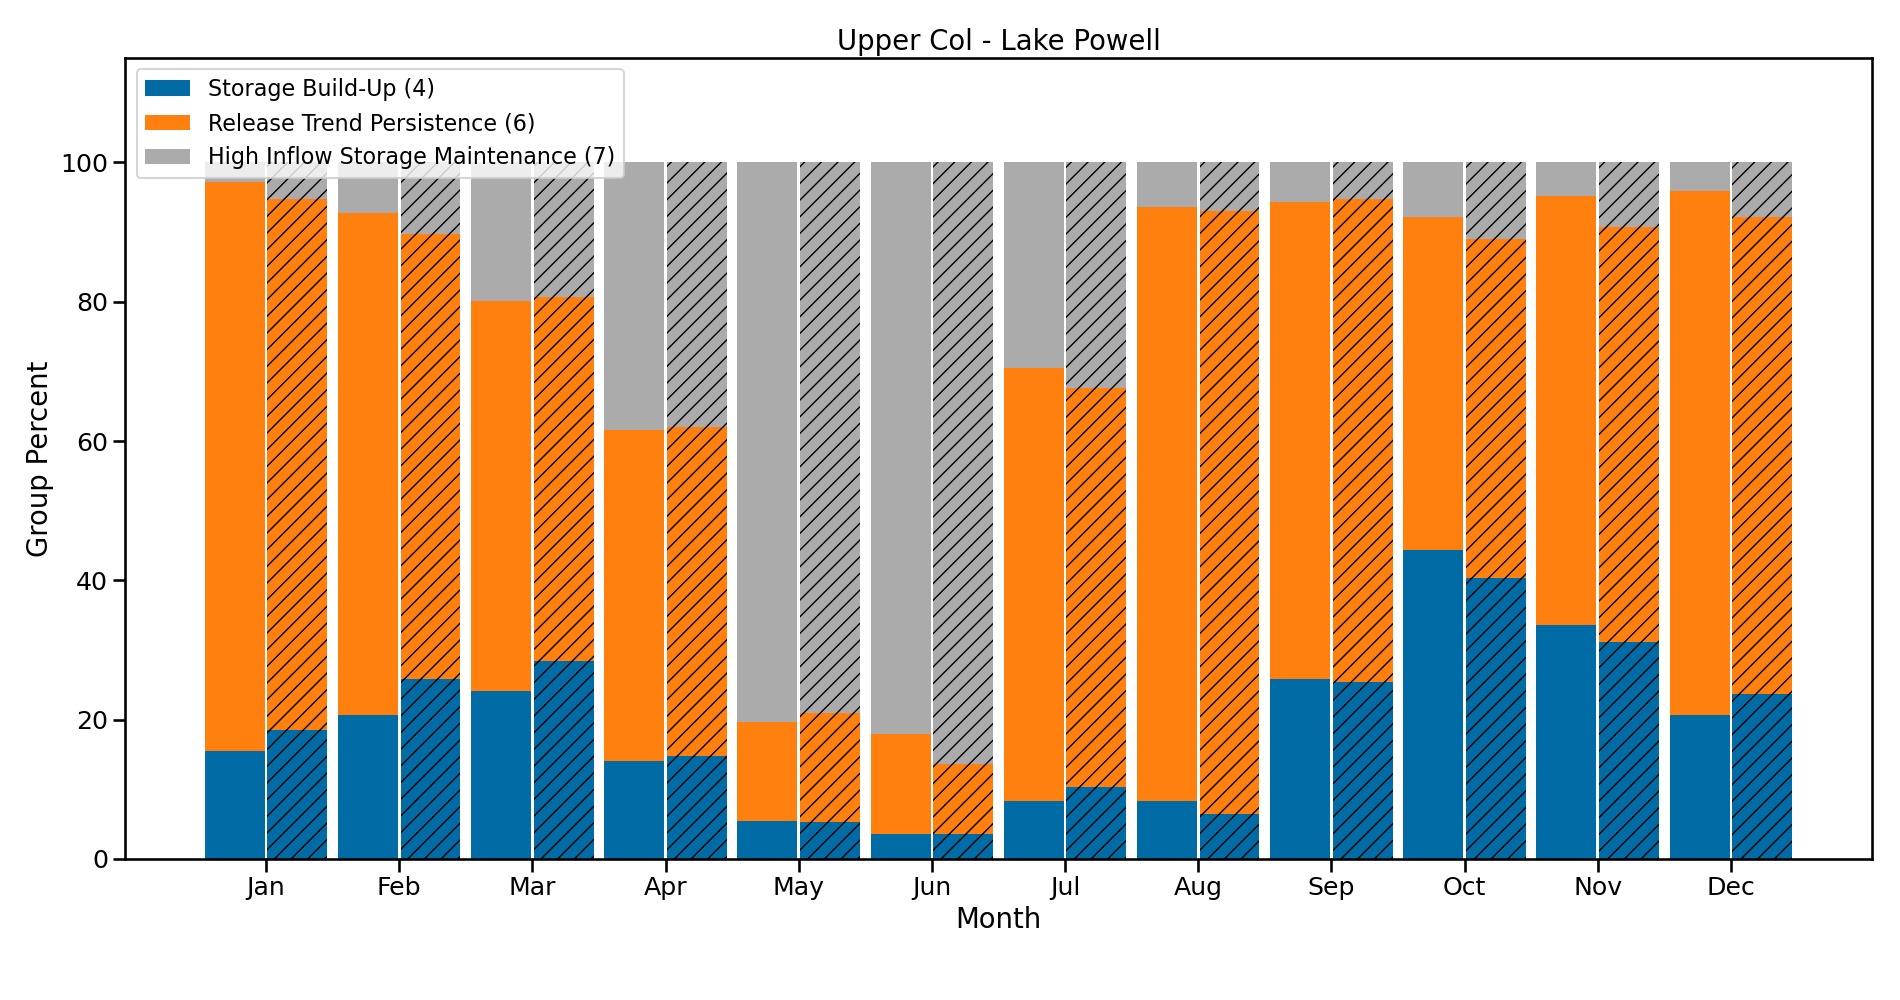 Upper Col - Lake Powell
Storage Build-Up (4)
Release Trend Persistence (6)
High Inflow Storage Maintenance (7)
100
80
60
40
20
0
Group Percent
Jan Feb Mar Apr May Jun Jul Aug Sep Oct Nov Dec
Month